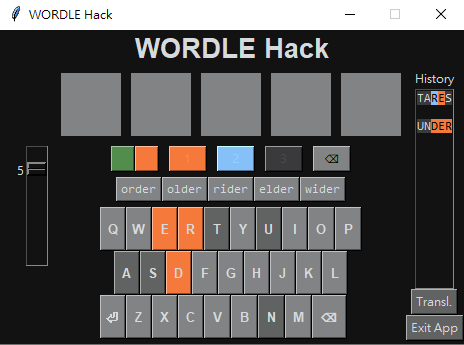 WORDLE Hack
WORDLE Hack
History
TARES
UNDER
5
1 2 3 ⌫
order older rider elder wider
Q W E R T Y U I O P
A S D F G H J K L
⏎ Z X C V B N M ⌫
Transl.
Exit App